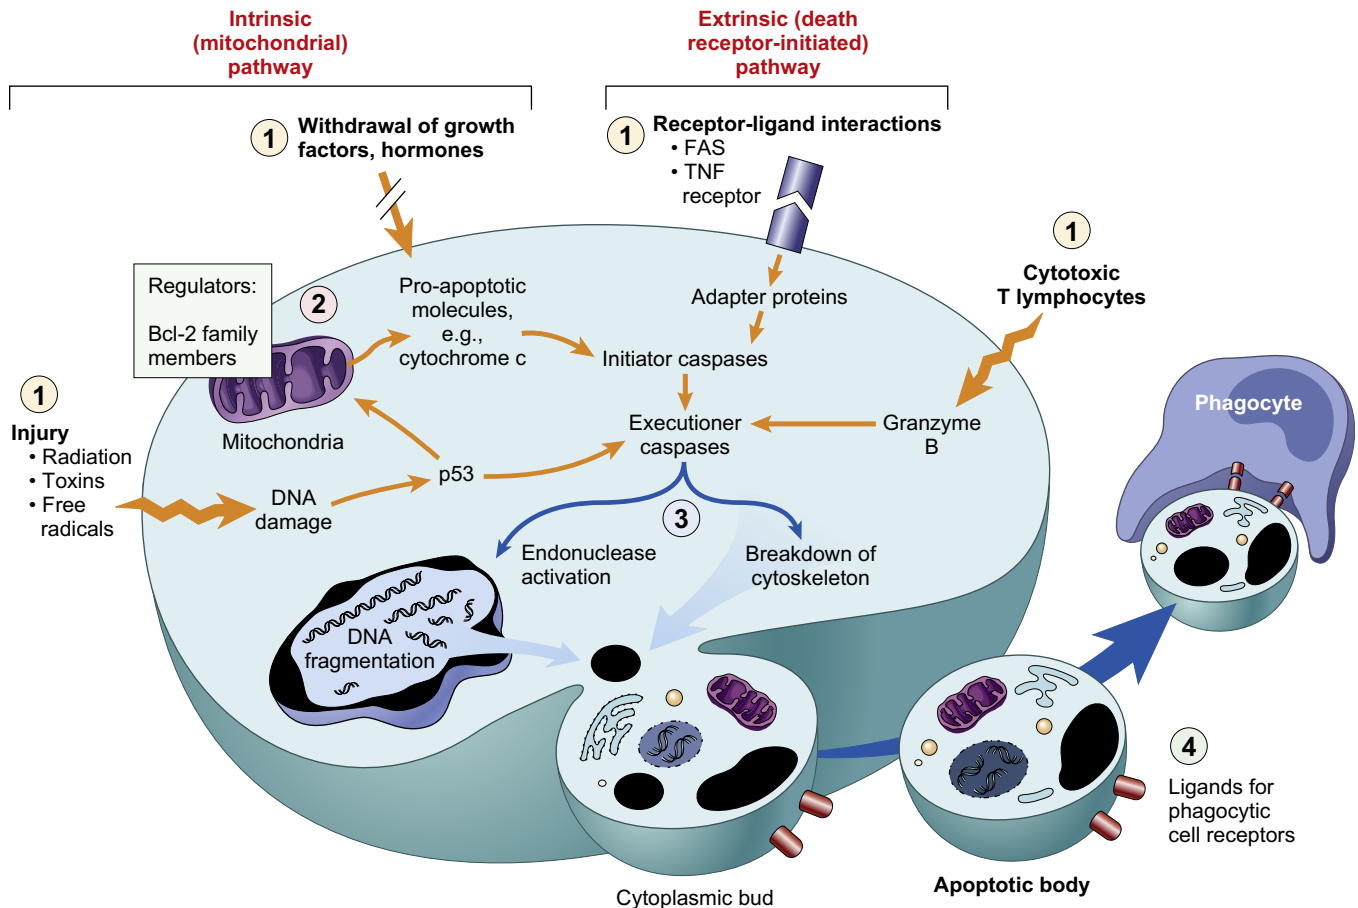 Intrinsic
(mitochondrial)
pathway
Extrinsic (death
receptor-initiated)
pathway
1
Withdrawal of growth
factors, hormones
1
Receptor-ligand interactions
• FAS
• TNF
receptor
1
Cytotoxic
T lymphocytes
Regulators:
Bcl-2 family
members
2
Pro-apoptotic
molecules,
e.g.,
cytochrome c
Adapter proteins
Initiator caspases
1
Injury
• Radiation
• Toxins
• Free
radicals
Mitochondria
Executioner
caspases
Granzyme
B
Phagocyte
p53
DNA
damage
3
Endonuclease
activation
Breakdown of
cytoskeleton
DNA
fragmentation
4
Ligands for
phagocytic
cell receptors
Cytoplasmic bud
Apoptotic body